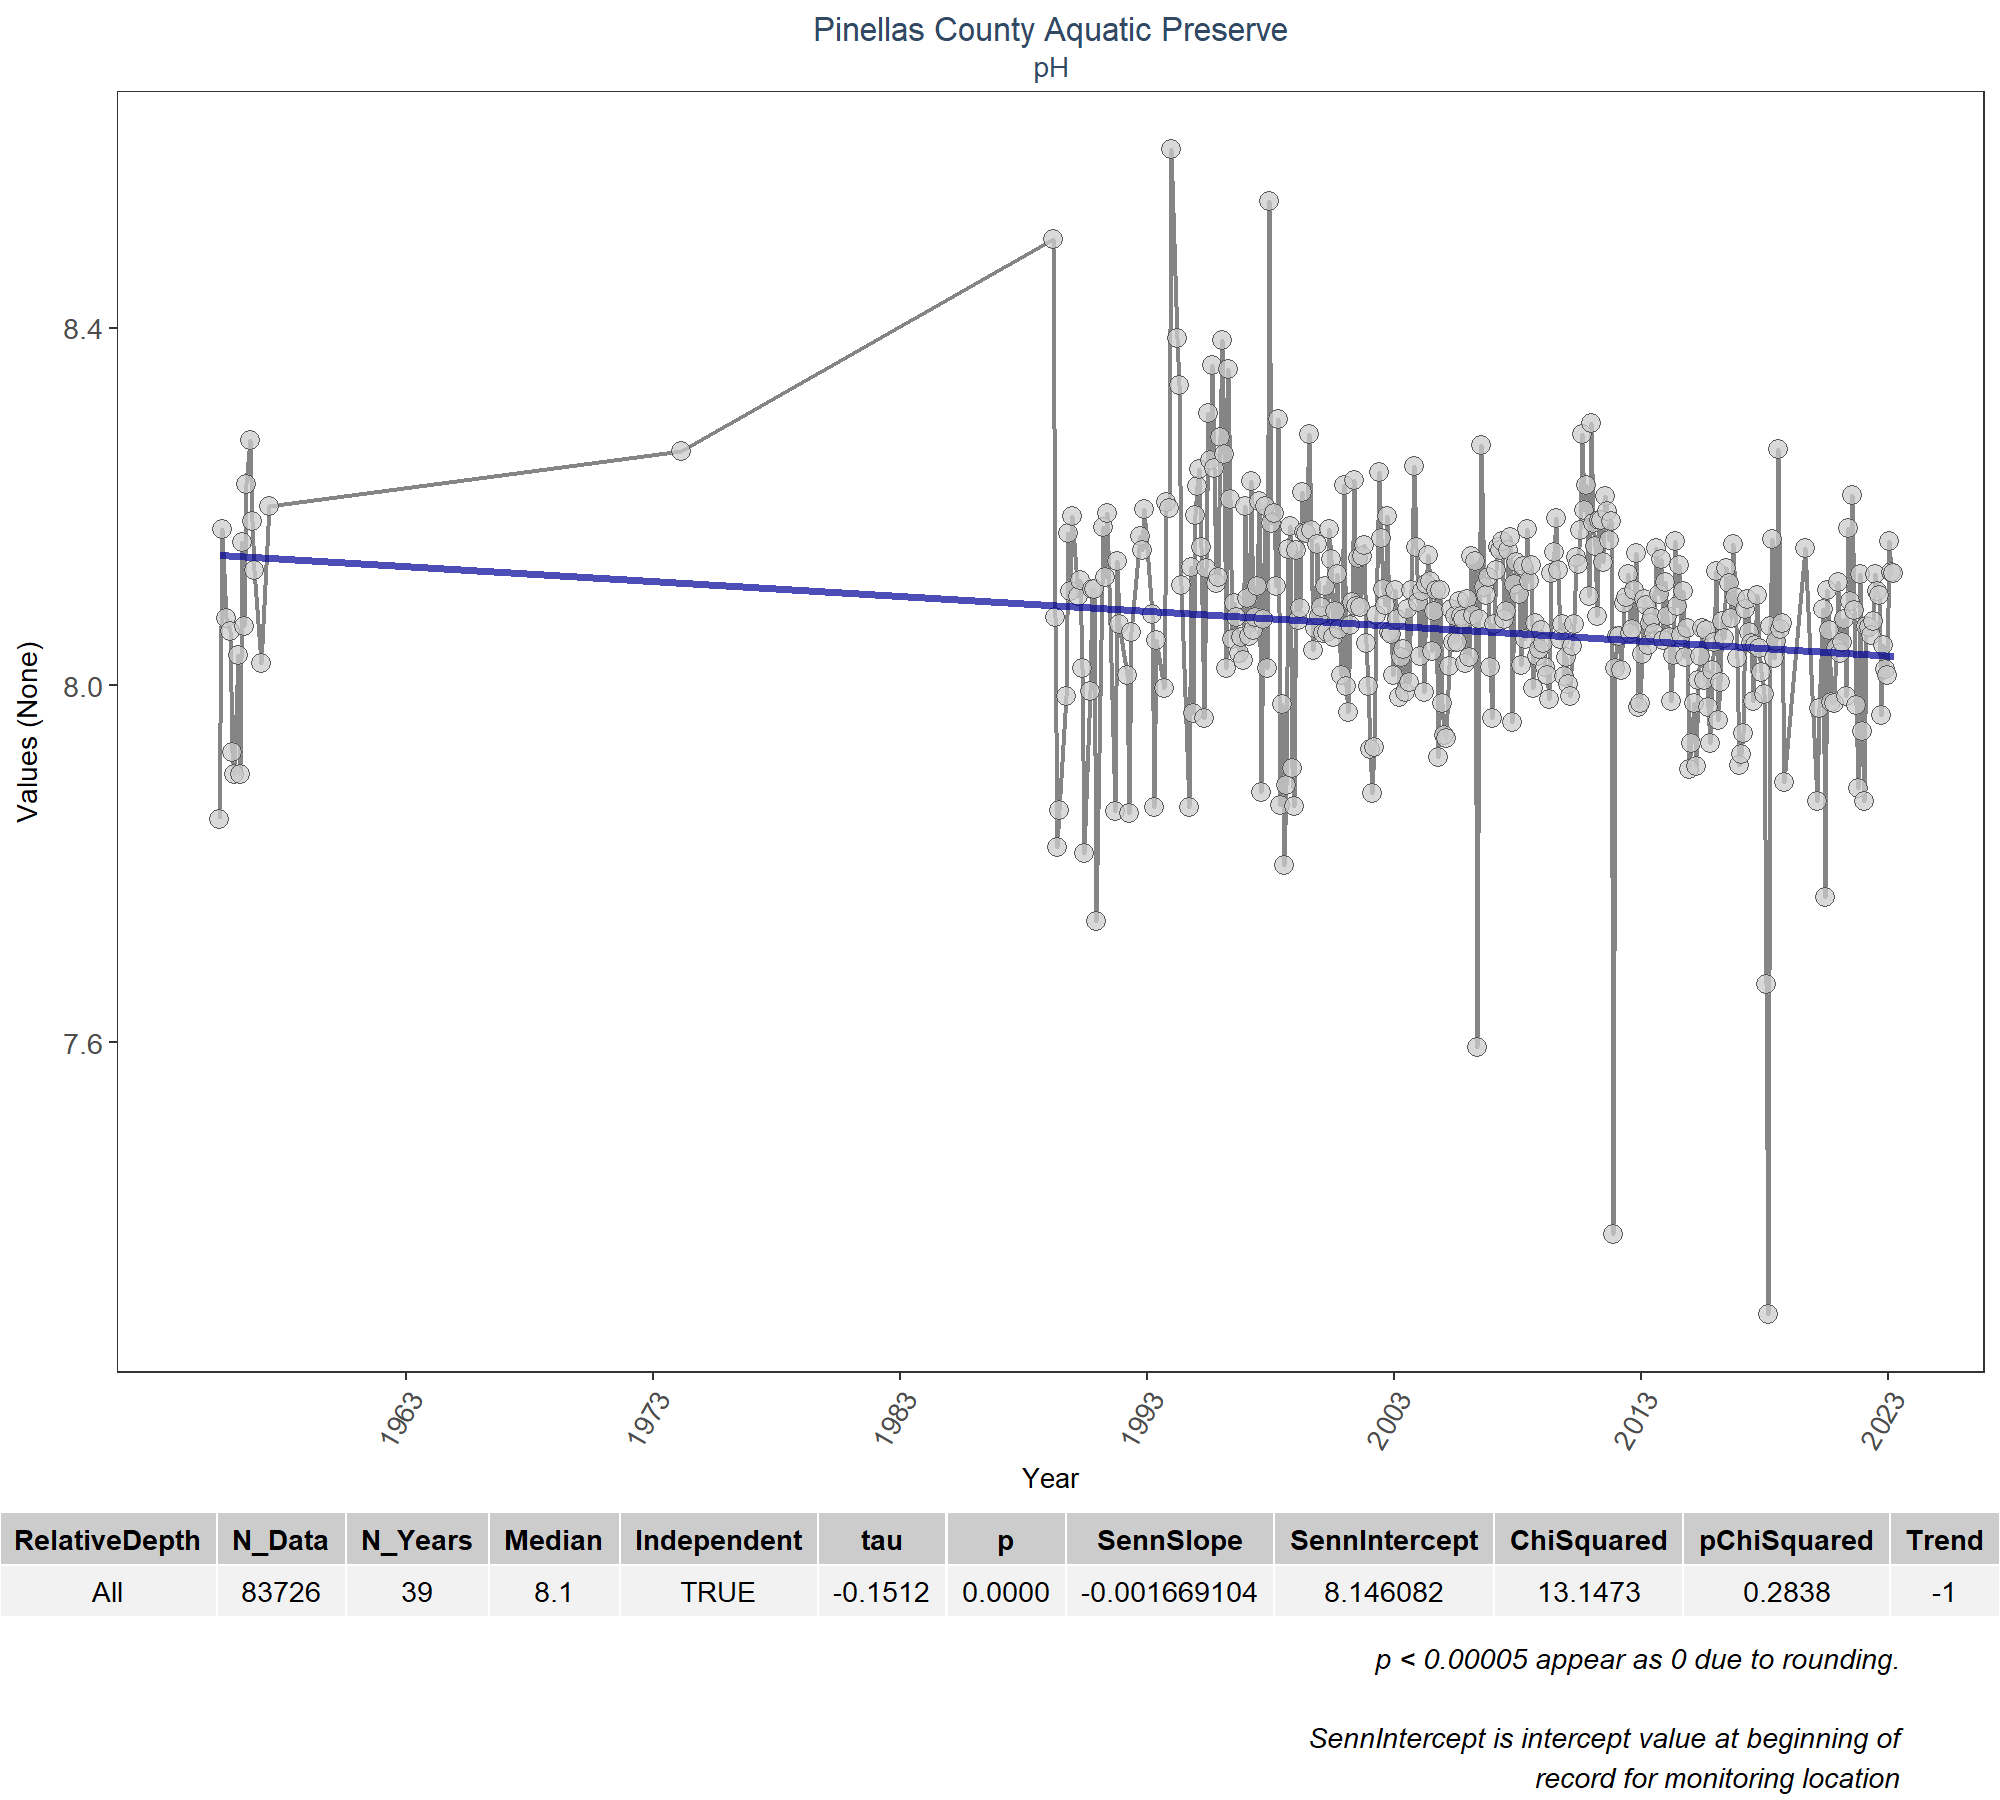 Pinellas County Aquatic Preserve
pH
8.4
8.0
7.6
Values (None)
1963
1973
1983
1993
2003
2013
2023
Year
RelativeDepth N_Data N_Years Median Independent tau p SennSlope SennIntercept ChiSquared pChiSquared Trend
All 83726 39 8.1 TRUE -0.1512 0.0000 -0.001669104 8.146082 13.1473 0.2838 -1
p < 0.00005 appear as 0 due to rounding.
SennIntercept is intercept value at beginning of
record for monitoring location